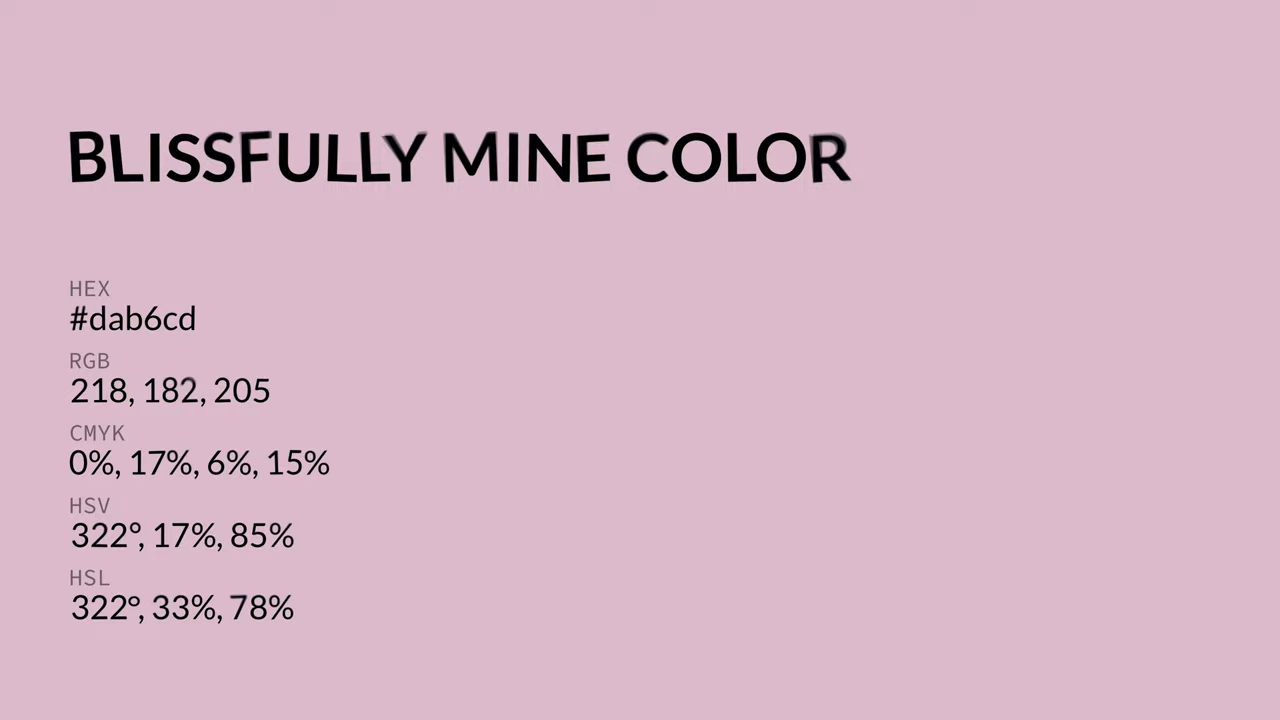 BLISSFULLY MINE COLOR
HEX
#dab6cd
RGB
218, 182, 205
CMYK
0%, 17%, 6%, 15%
HSV
322°, 17%, 85%
HSL
322°, 33%, 78%